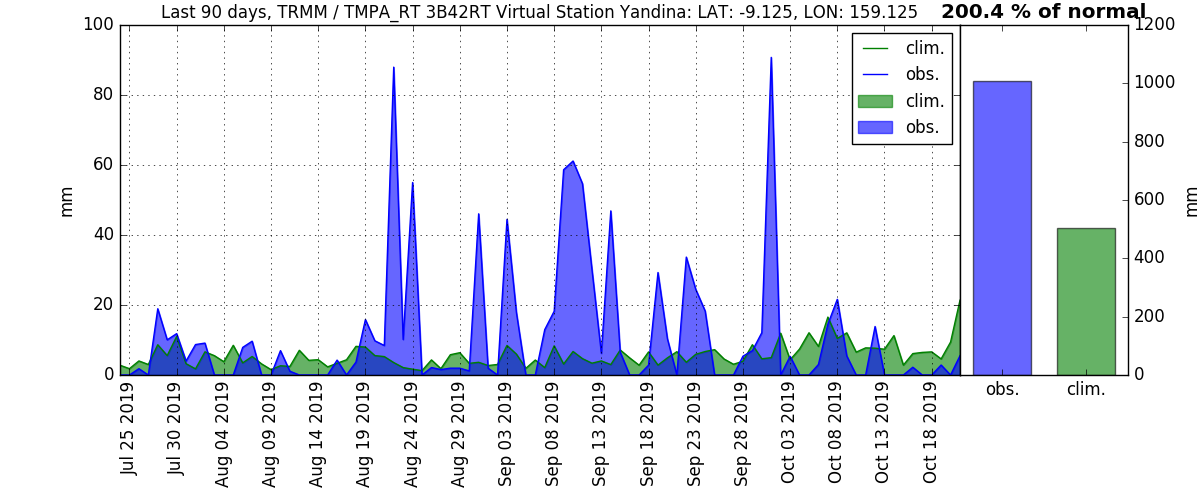 Last 90 days, TRMM / TMPA_RT 3B42RT Virtual Station Yandina: LAT: -9.125, LON: 159.125
200.4 % of normal
100
80
60
40
20
0
mm
clim.
obs.
clim.
obs.
1200
1000
800
600
400
200
0
mm
obs.
clim.
Jul 25 2019
Jul 30 2019
Aug 04 2019
Aug 09 2019
Aug 14 2019
Aug 19 2019
Aug 24 2019
Aug 29 2019
Sep 03 2019
Sep 08 2019
Sep 13 2019
Sep 18 2019
Sep 23 2019
Sep 28 2019
Oct 03 2019
Oct 08 2019
Oct 13 2019
Oct 18 2019